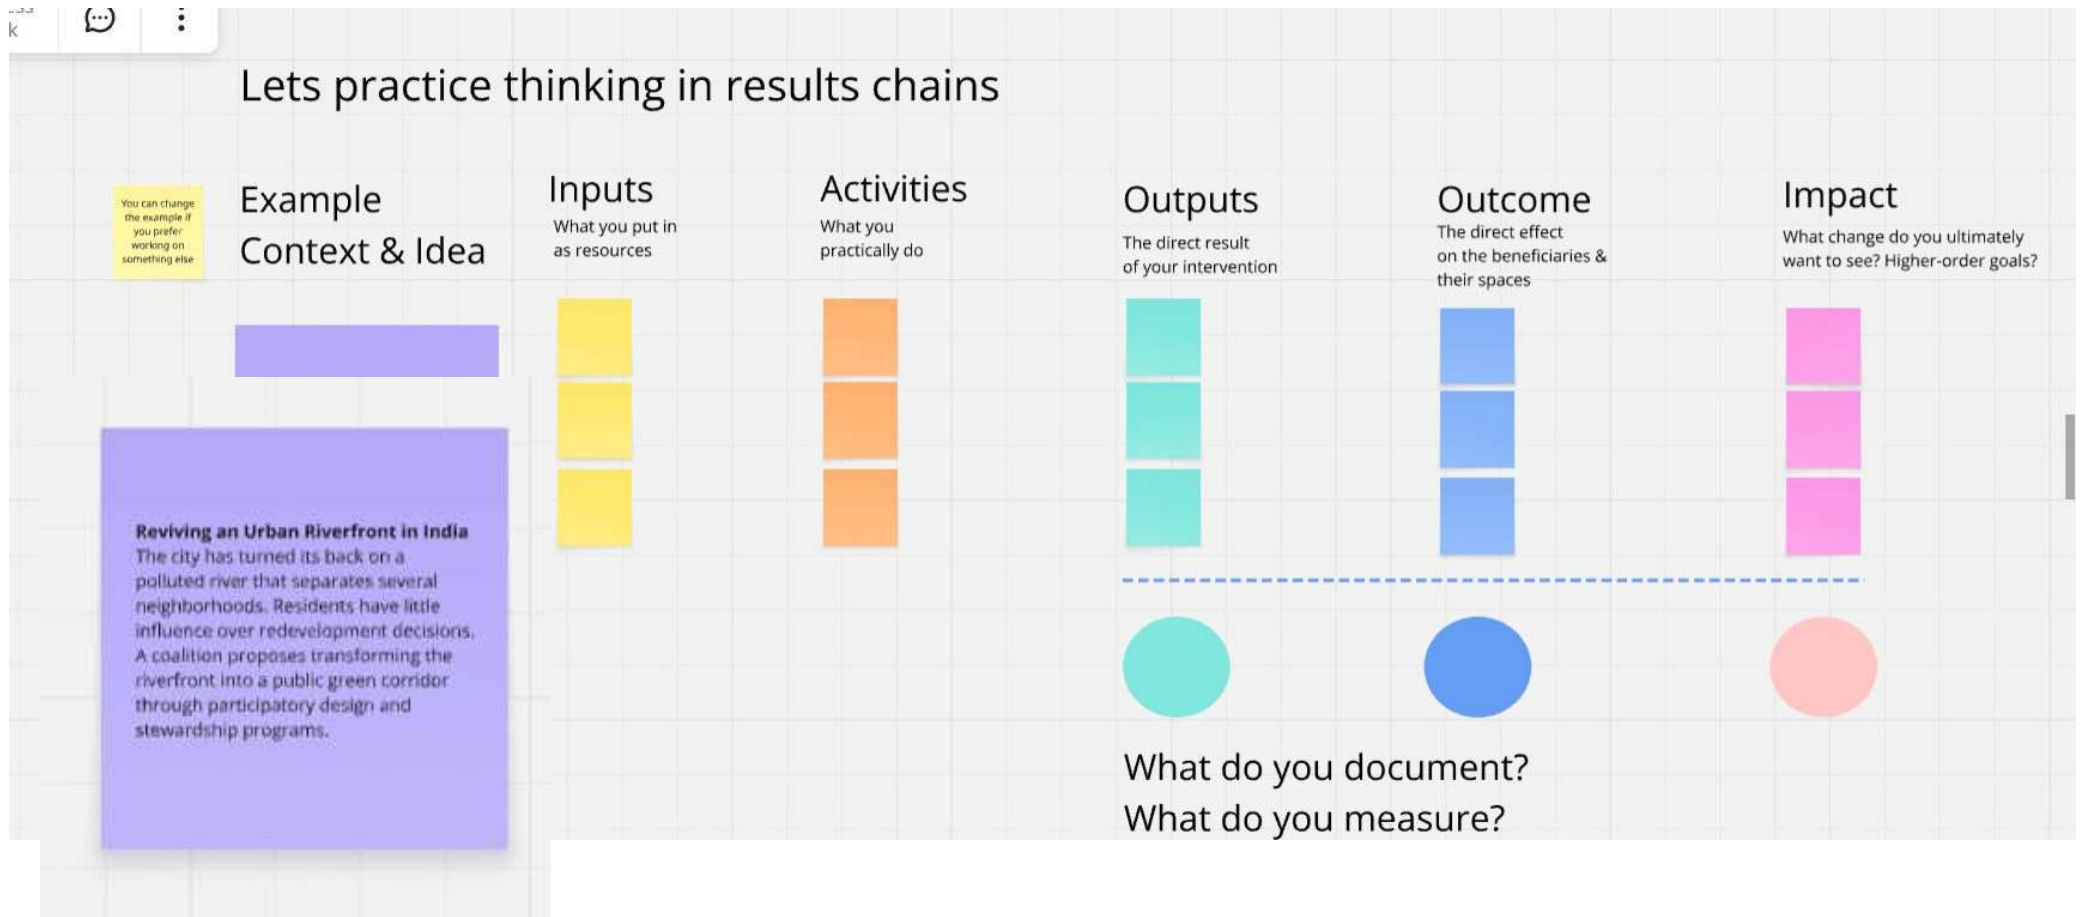 k
Lets practice thinking in results chains
You can change
the example if
you prefer
working on
something else
Example
Context & Idea
Inputs
What you put in
as resources
Activities
What you
practically do
Outputs
The direct result
of your intervention
Outcome
The direct effect
on the beneficiaries &
their spaces
Impact
What change do you ultimately
want to see? Higher-order goals?
Reviving an Urban Riverfront in India
The city has turned its back on a
polluted river that separates several
neighborhoods. Residents have little
influence over redevelopment decisions.
A coalition proposes transforming the
riverfront into a public green corridor
through participatory design and
stewardship programs.
What do you document?
What do you measure?